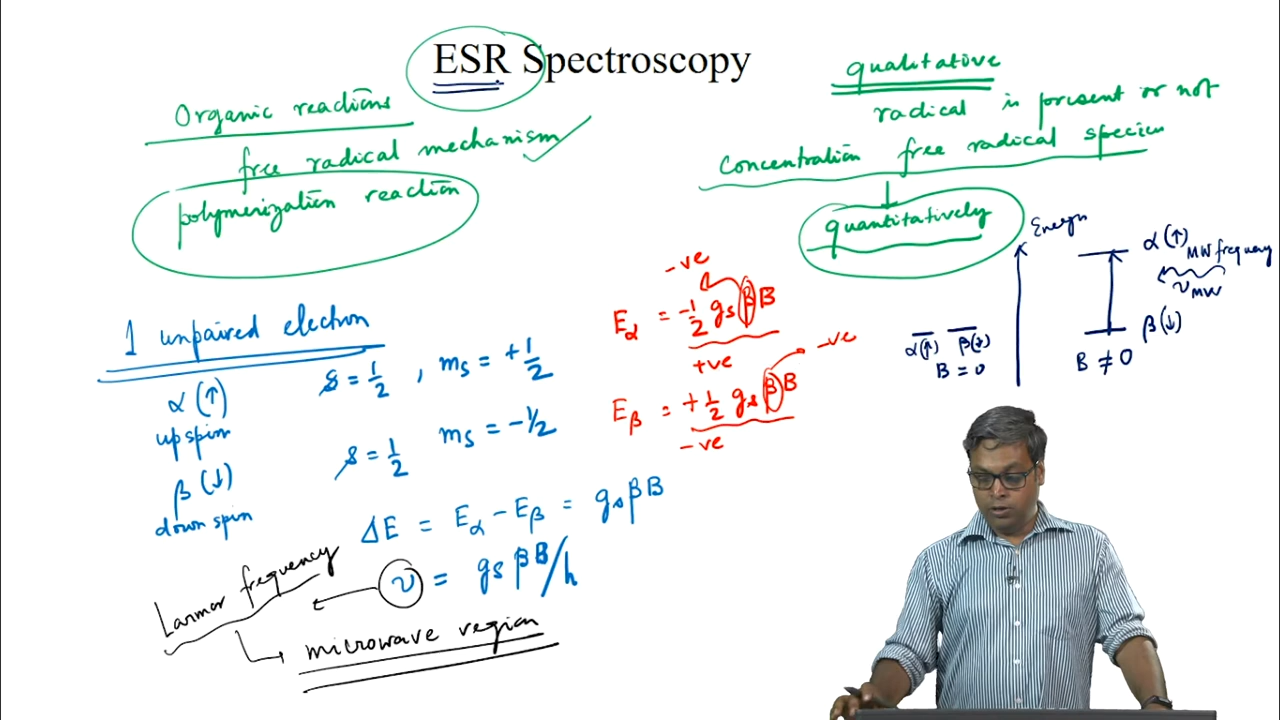 ESR Spectroscopy
Organic reactions
free radical mechanism
polymerization reaction
qualitative
radical is present or not
Concentration free radical species
quantitatively
1 unpaired electron
α (↑) s = 1/2 , ms = +1/2
up spin
β (↓) s = 1/2 ms = -1/2
down spin
-ve
Eα = -1/2 gs β B
+ve
-ve
Eβ = +1/2 gs β B
-ve
ΔE = Eα - Eβ = gs β B
ν = gs β B/h
Larmor frequency
microwave region
Energy
α(↑) MW frequency
νMW
α(↑) β(↓)
B = 0
β(↓)
B ≠ 0